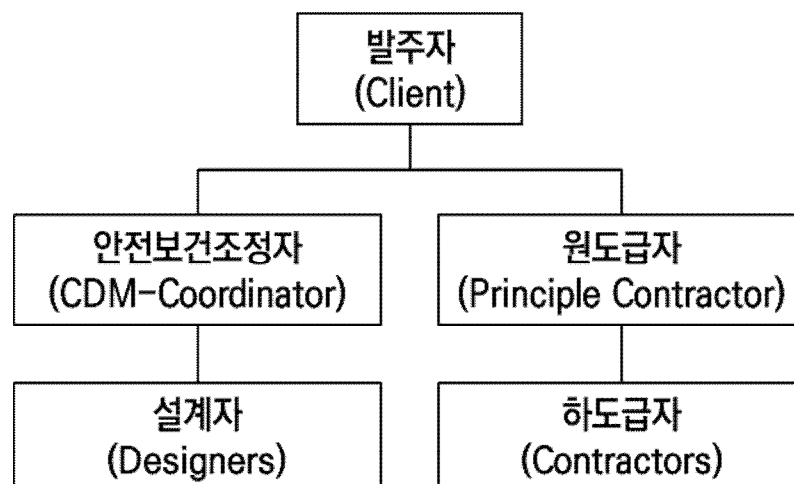 발주자
(Client)
안전보건조정자
(CDM-Coordinator)
원도급자
(Principle Contractor)
설계자
(Designers)
하도급자
(Contractors)